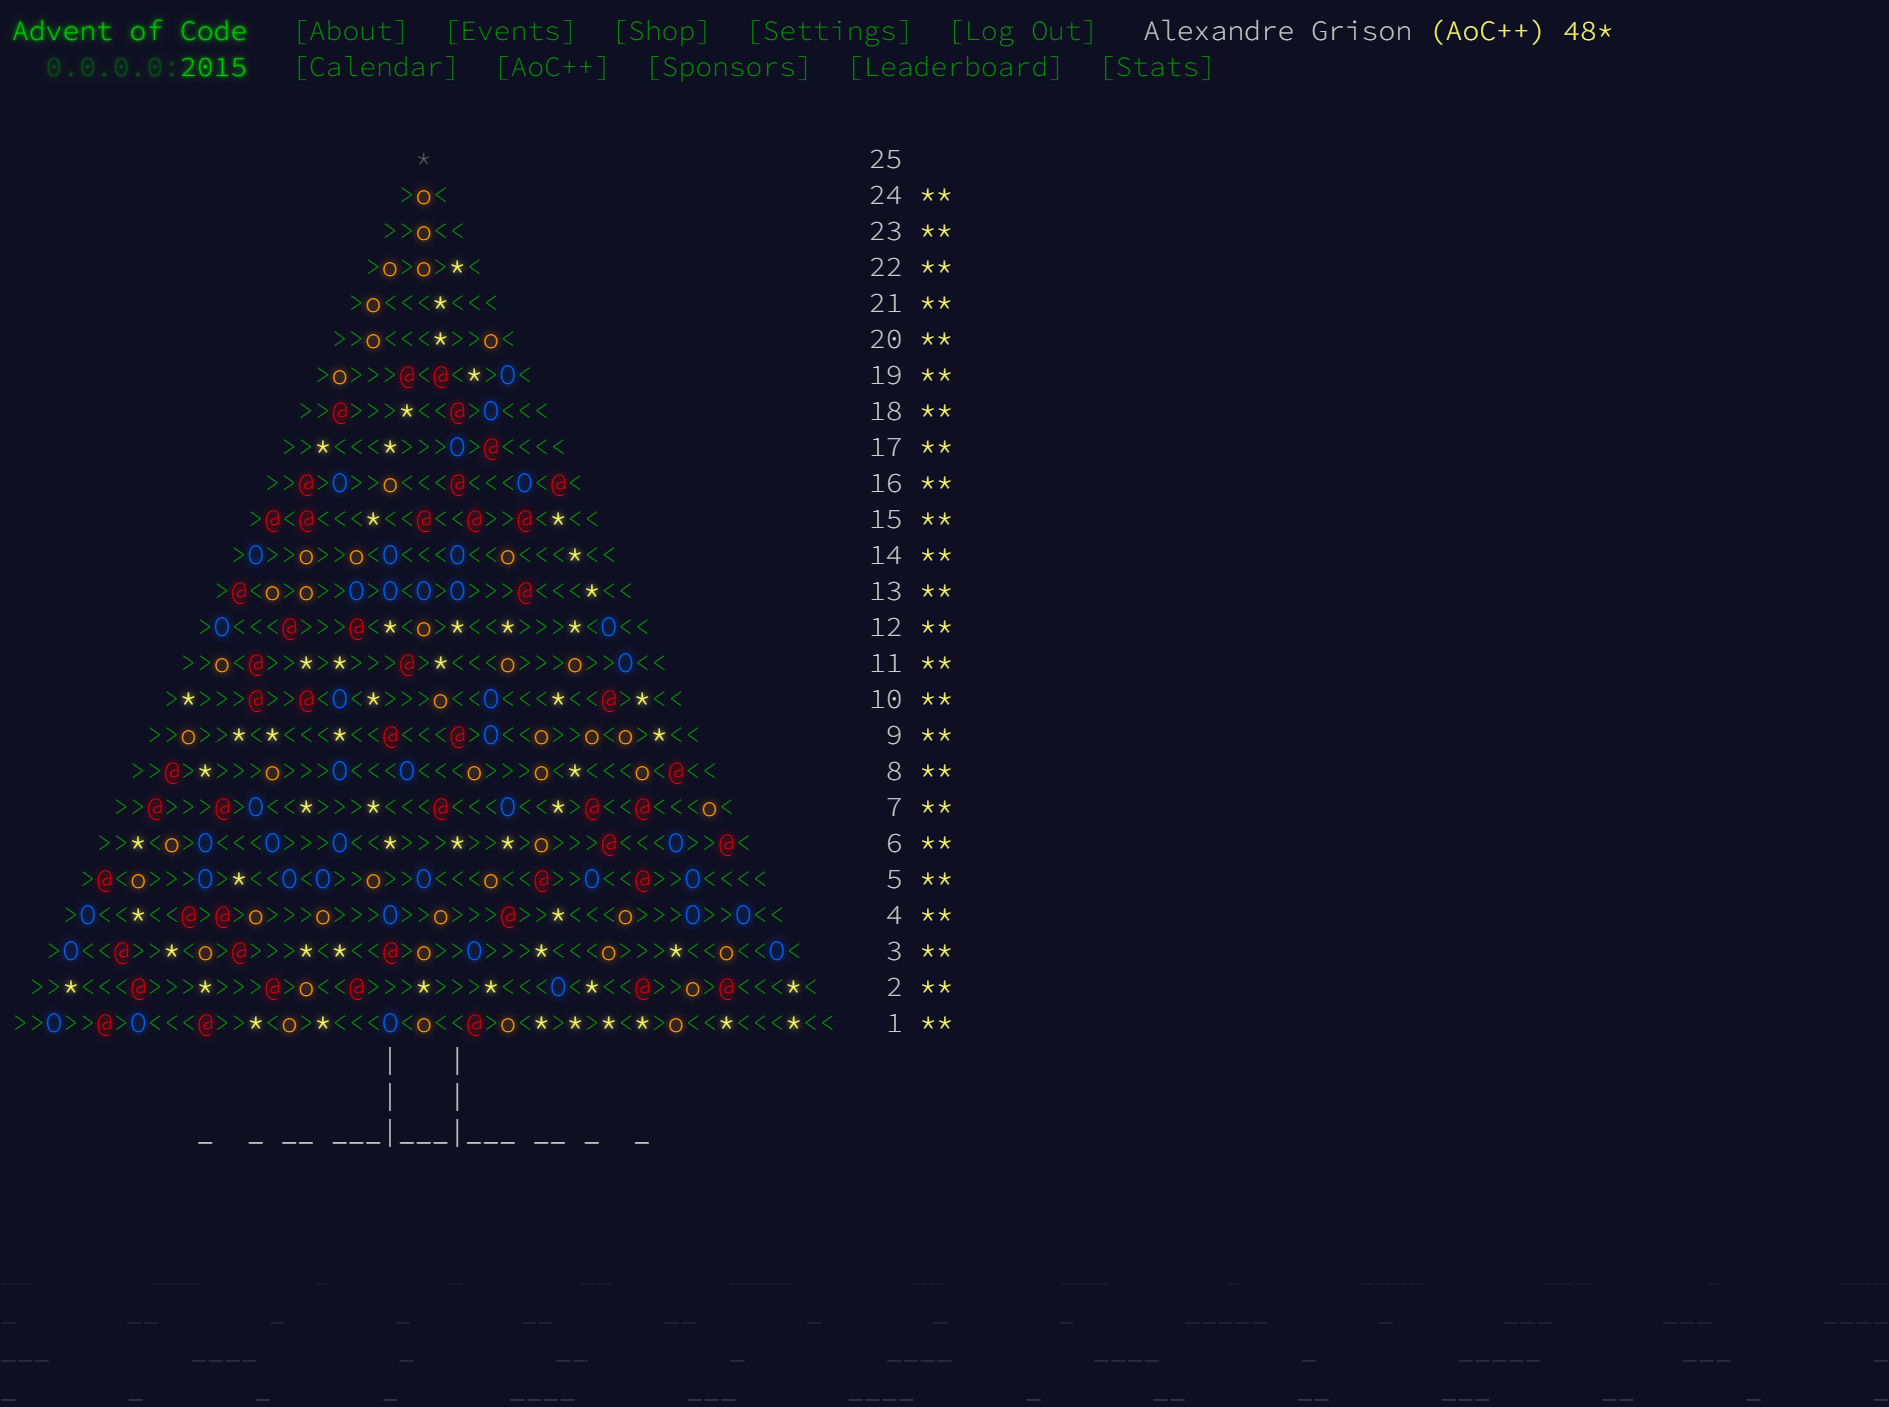 Advent of Code [About] [Events] [Shop] [Settings] [Log Out] Alexandre Grison (AoC++) 48*
0.0.0.0:2015 [Calendar] [AoC++] [Sponsors] [Leaderboard] [Stats]
* 25
>o< 24 **
>>o<< 23 **
>o>o>*< 22 **
>o<<<*<<< 21 **
>>o<<<*>>o< 20 **
>o>>>@<@<*>O< 19 **
>>@>>>*<<@>O<<< 18 **
>>*<<<*>>>O>@<<<< 17 **
>>@>O>>o<<<@<<<O<@< 16 **
>@<@<<<*<<@<<@>>@<*<< 15 **
>O>>o>>o<O<<<O<<o<<<*<< 14 **
>@<o>o>>O>O<O>O>>>@<<<*<< 13 **
>O<<<@>>>@<*<o>*<<*>>>*<O<< 12 **
>>o<@>>*>*>>>@>*<<<o>>>o>>O<< 11 **
>*>>>@>>@<O<*>>>o<<O<<<*<<@>*<< 10 **
>>o>>*<*<<<*<<@<<<@>O<<o>>o<o>*<< 9 **
>>@>*>>>o>>>O<<<O<<<o>>>o<*<<<o<@<< 8 **
>>@>>>@>O<<*>>>*<<<@<<<O<<*>@<<@<<<o< 7 **
>>*<o>O<<<O>>>O<<*>>>*>>*>o>>>@<<<O>>@< 6 **
>@<o>>>O>*<<O<O>>o>>O<<<o<<@>>O<<@>>O<<<< 5 **
>O<<*<<@>@>o>>>o>>>O>>o>>>@>>*<<<o>>>O>>O<< 4 **
>O<<@>>*<o>@>>>*>*<<@>o>>O>>>*<<<o>>>*<<o<<O< 3 **
>>*<<<@>>>*>>>@>o<<@>>>*>>>*<<<O<*<<@>>o>@<<<*< 2 **
>>O>>@>O<<<@>>*<o>*<<<O<o<<@>o<*>*>*<*>o<<*<<<*<< 1 **
| |
| |
_ _ __ ___|___|___ __ _ _